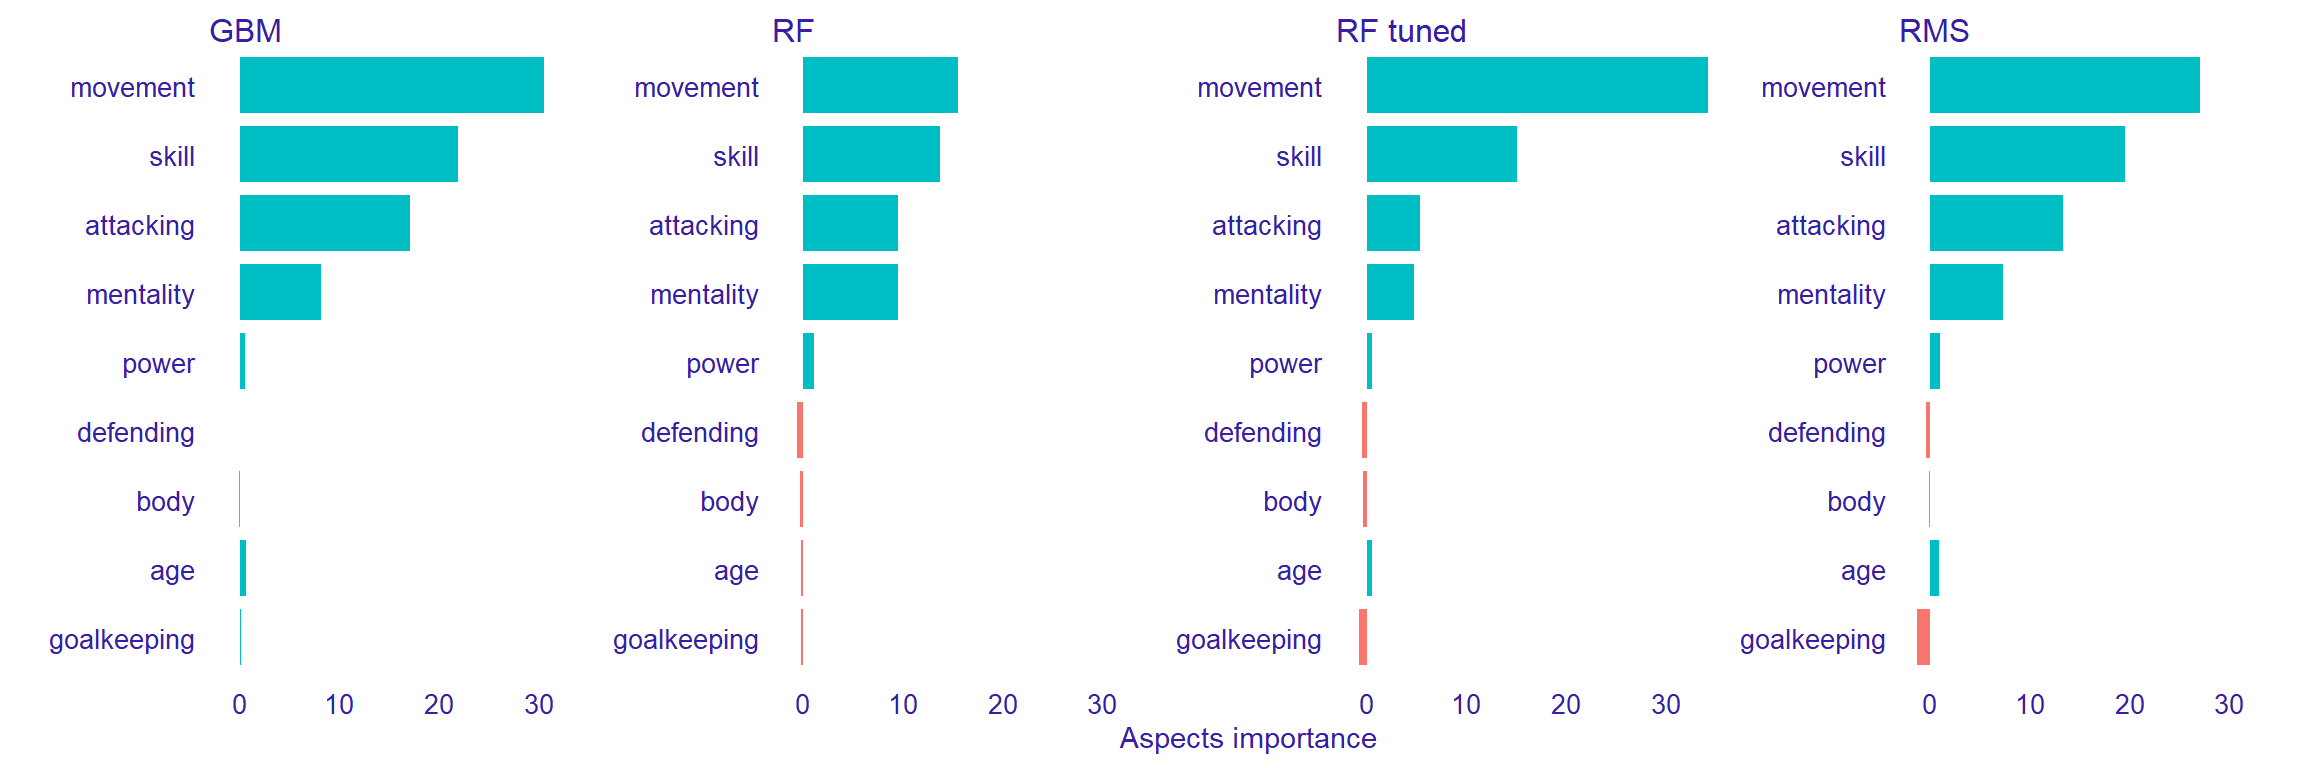 GBM
movement
skill
attacking
mentality
power
defending
body
age
goalkeeping
0 10 20 30
RF
movement
skill
attacking
mentality
power
defending
body
age
goalkeeping
0 10 20 30
RF tuned
movement
skill
attacking
mentality
power
defending
body
age
goalkeeping
0 10 20 30
RMS
movement
skill
attacking
mentality
power
defending
body
age
goalkeeping
0 10 20 30
Aspects importance